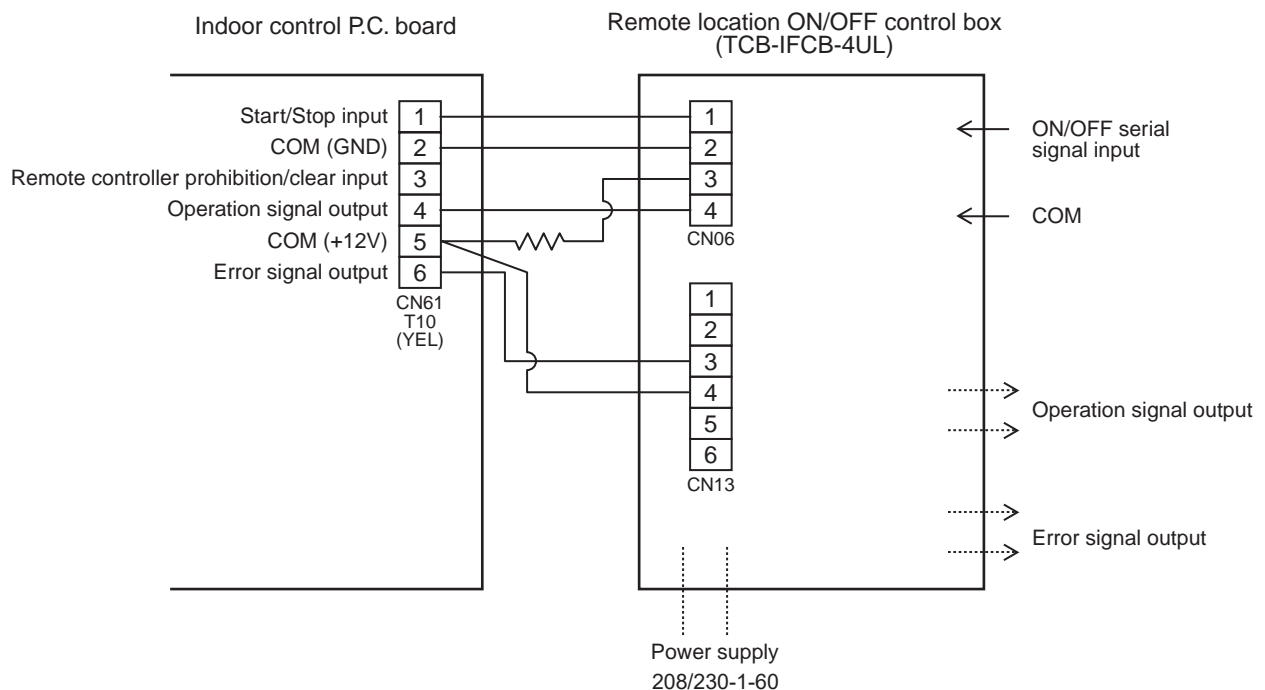 Indoor control P.C. board
Remote location ON/OFF control box
(TCB-IFCB-4UL)
Start/Stop input 1
COM (GND) 2
Remote controller prohibition/clear input 3
Operation signal output 4
COM (+12V) 5
Error signal output 6
CN61
T10
(YEL)
1
2
3
4
CN06
1
2
3
4
5
6
CN13
ON/OFF serial
signal input
COM
Operation signal output
Error signal output
Power supply
208/230-1-60